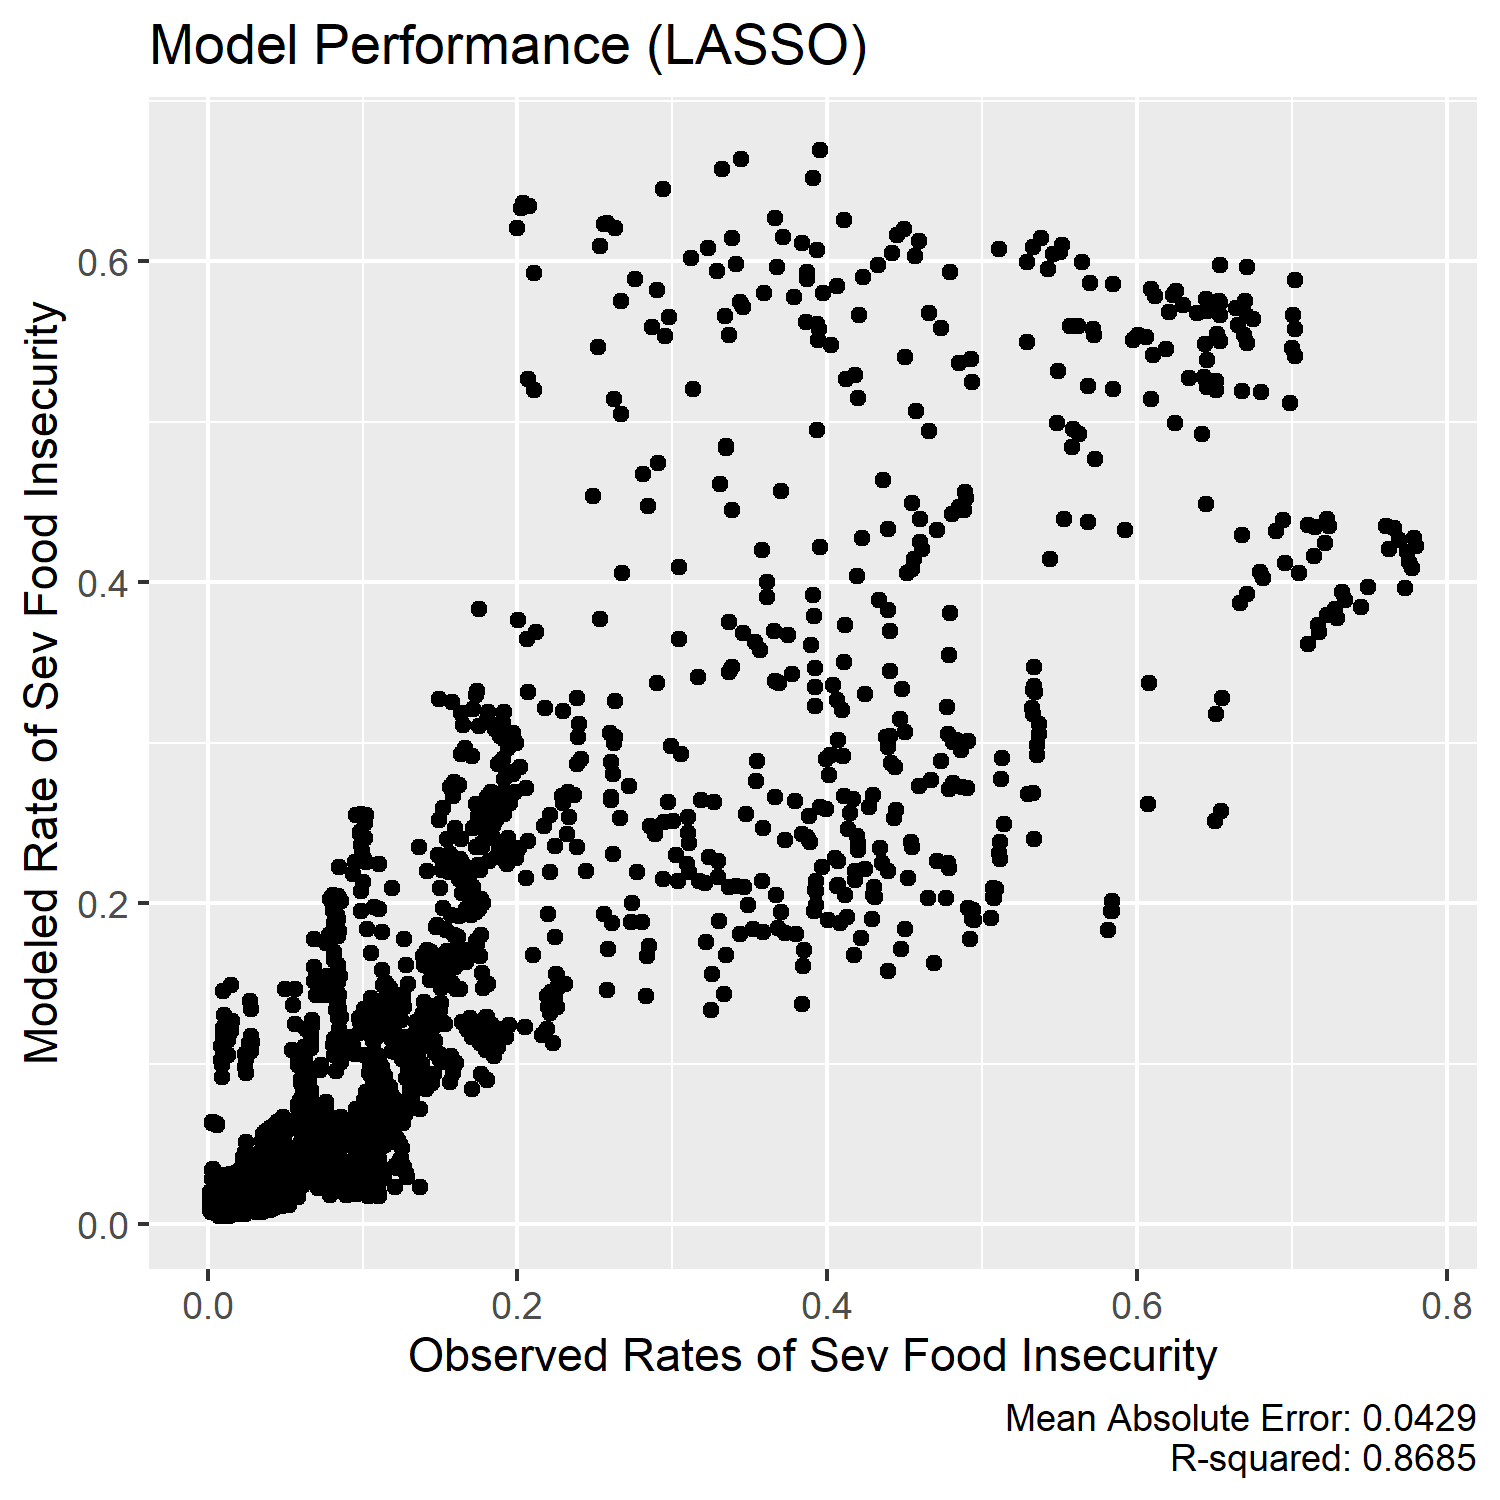 Model Performance (LASSO)
Modeled Rate of Sev Food Insecurity
0.6
0.4
0.2
0.0
0.0 0.2 0.4 0.6 0.8
Observed Rates of Sev Food Insecurity
Mean Absolute Error: 0.0429
R-squared: 0.8685